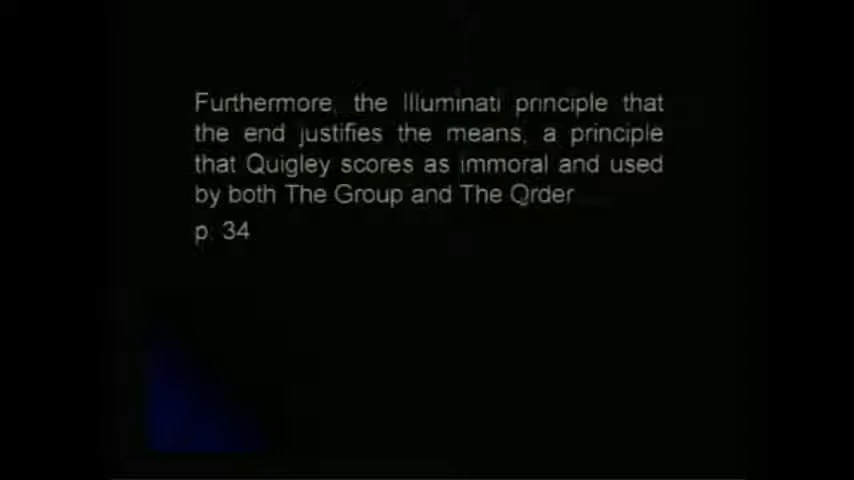 Furthermore, the Illuminati principle that
the end justifies the means, a principle
that Quigley scores as immoral and used
by both The Group and The Qrder ...
p. 34